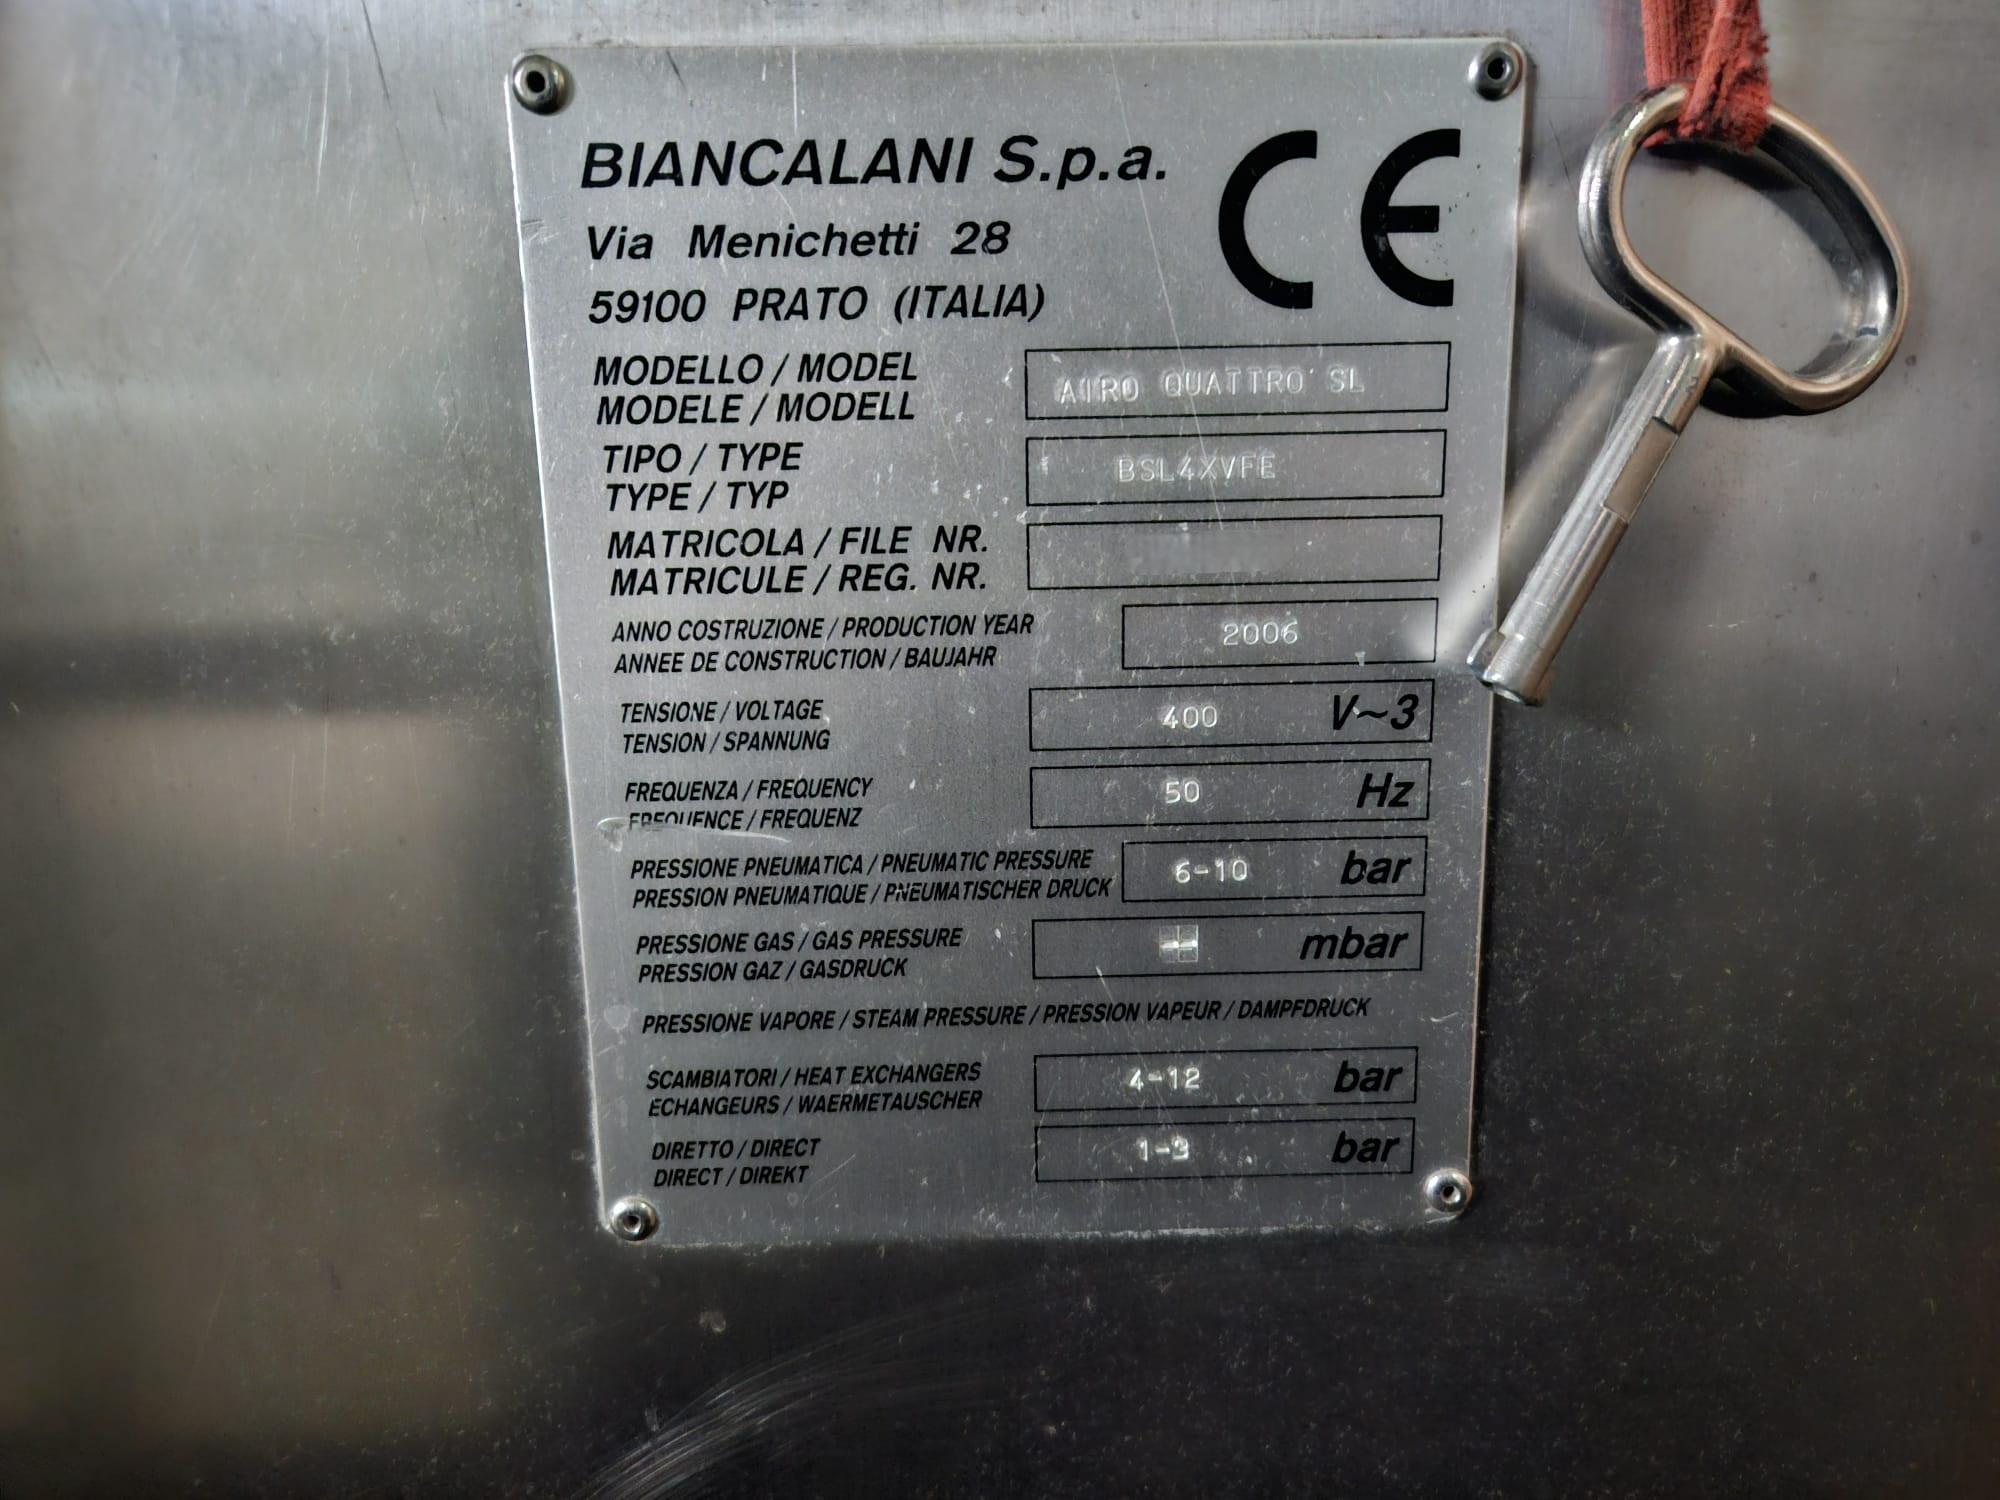 BIANCALANI S.p.a.
CE
Via Menichetti 28
59100 PRATO (ITALIA)
MODELLO / MODEL
MODELE / MODELL
AIRO QUATTRO SL
TIPO / TYPE
TYPE / TYP
BSL4XVFE
MATRICOLA / FILE NR.
MATRICULE / REG. NR.
ANNO COSTRUZIONE / PRODUCTION YEAR
ANNEE DE CONSTRUCTION / BAUJAHR
2006
TENSIONE / VOLTAGE
TENSION / SPANNUNG
400 V~3
FREQUENZA / FREQUENCY
FREQUENCE / FREQUENZ
50 Hz
PRESSIONE PNEUMATICA / PNEUMATIC PRESSURE
PRESSION PNEUMATIQUE / PNEUMATISCHER DRUCK
6-10 bar
PRESSIONE GAS / GAS PRESSURE
PRESSION GAZ / GASDRUCK
mbar
PRESSIONE VAPORE / STEAM PRESSURE / PRESSION VAPEUR / DAMPFDRUCK
SCAMBIATORI / HEAT EXCHANGERS
ECHANGEURS / WAERMETAUSCHER
4-12 bar
DIRETTO / DIRECT
DIRECT / DIREKT
1-3 bar